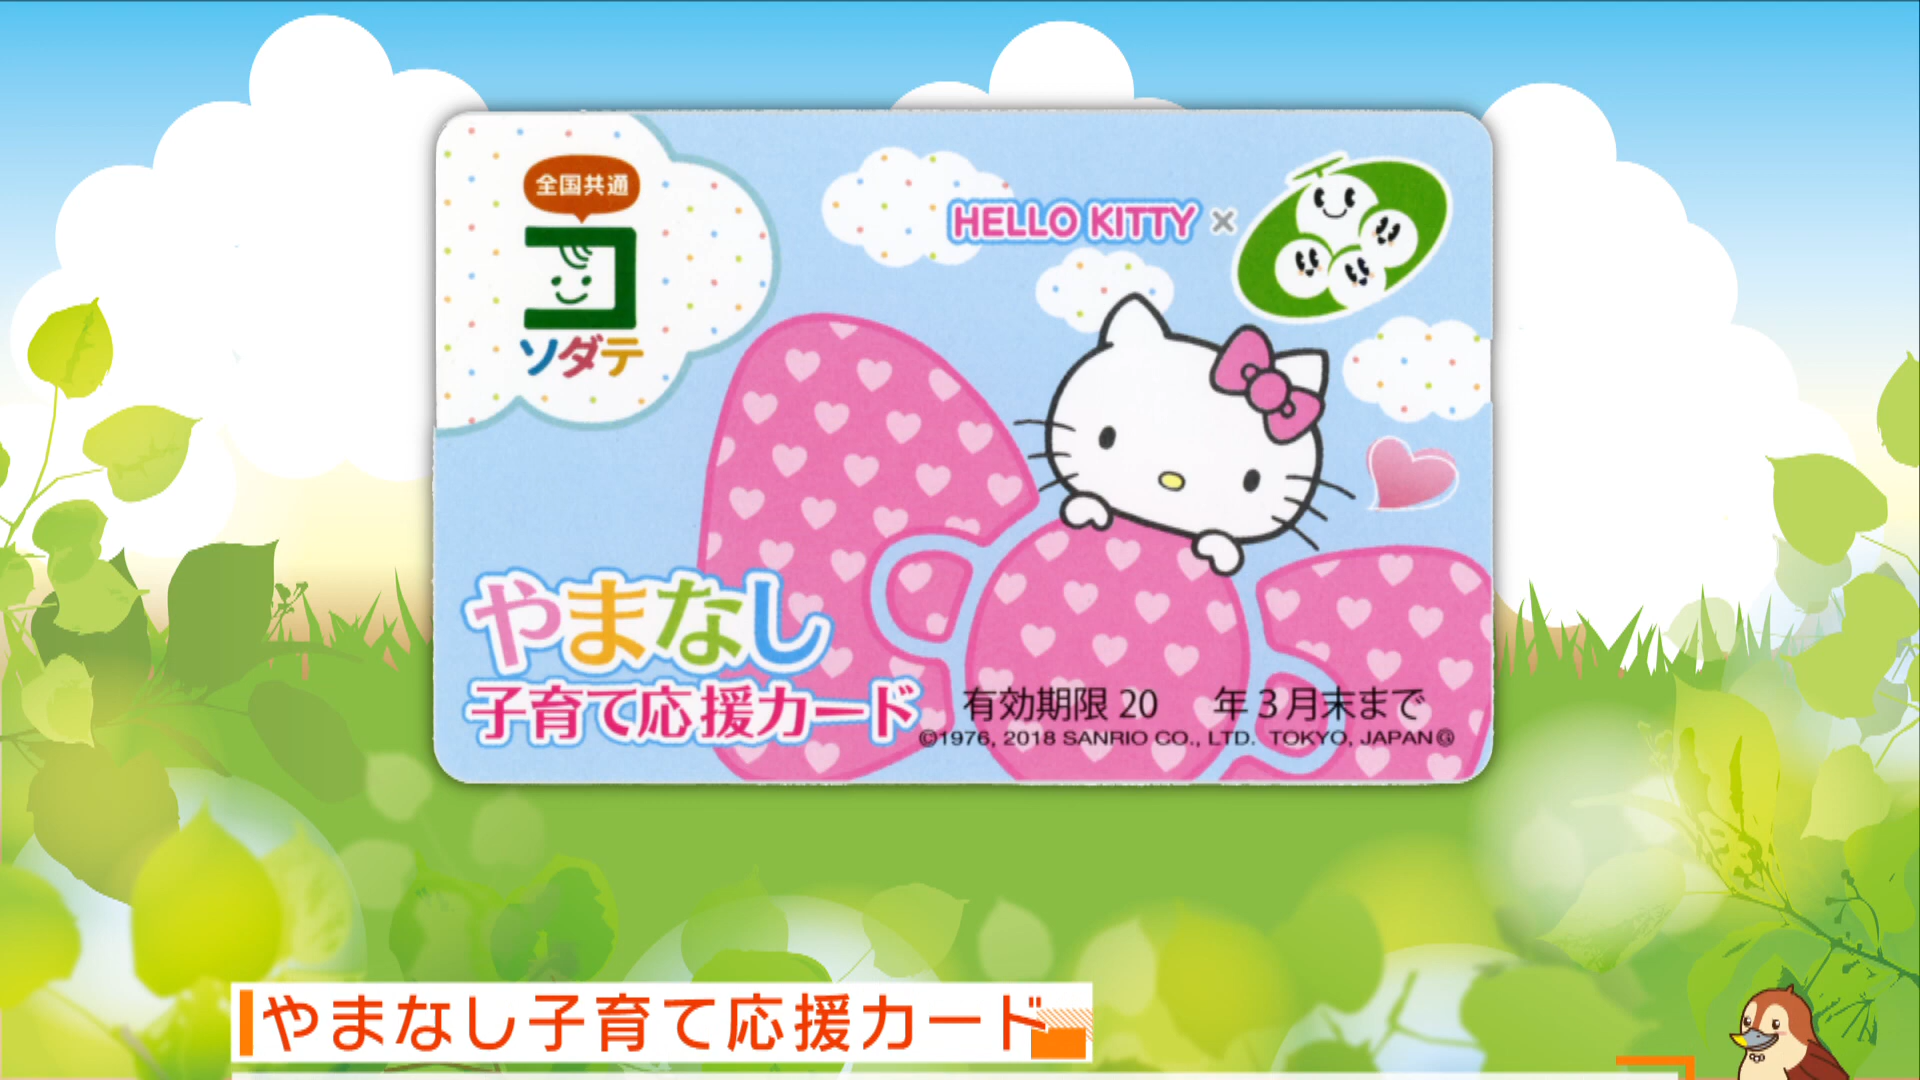 全国共通
コ
ソダテ
HELLO KITTY ×
やまなし
子育て応援カード
有効期限 20 年3月末まで
©1976, 2018 SANRIO CO., LTD. TOKYO, JAPAN Ⓖ
やまなし子育て応援カード